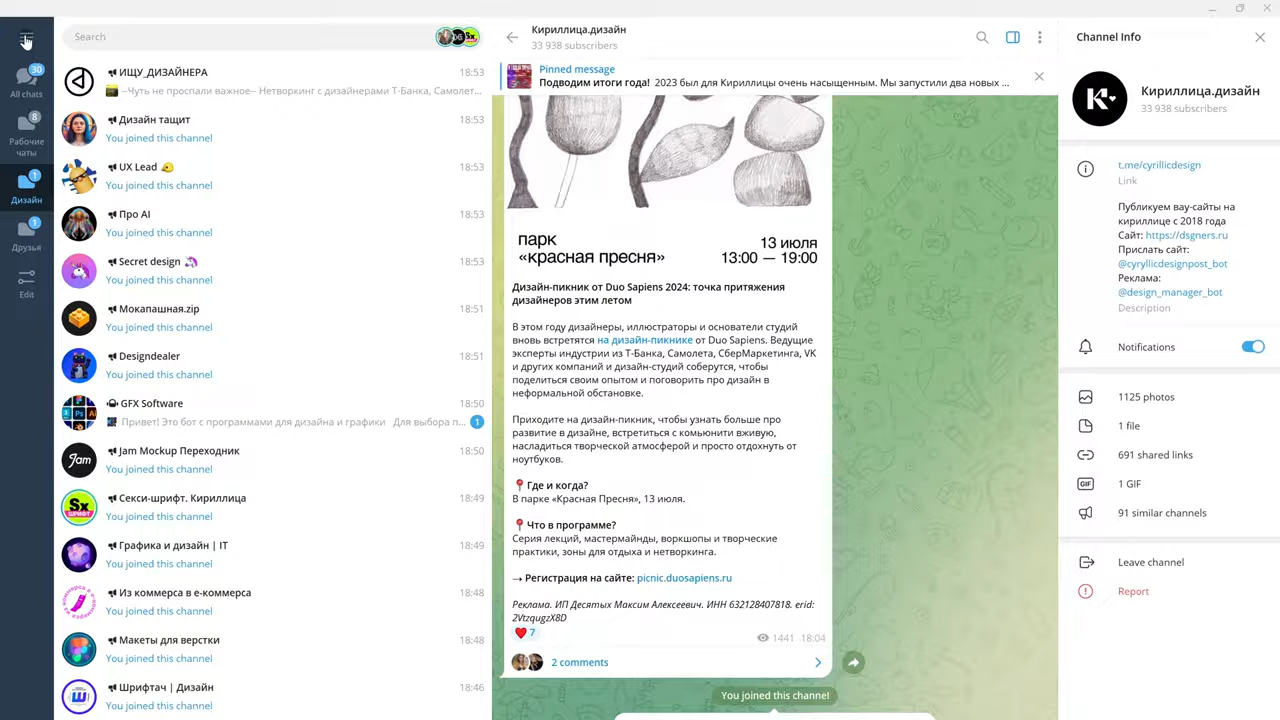 30
All chats
8
Рабочие
чаты
1
Дизайн
1
Друзья
Edit
Search
ИЩУ_ДИЗАЙНЕРА 18:53
—Чуть не проспали важное— Нетворкинг с дизайнерами Т-Банка, Самолет...
Дизайн тащит 18:53
You joined this channel
UX Lead 18:53
You joined this channel
Про AI 18:53
You joined this channel
Secret design 18:53
You joined this channel
Мокапашная.zip 18:51
You joined this channel
Designdealer 18:51
You joined this channel
GFX Software 18:50
Привет! Это бот с программами для дизайна и графики Для выбора п... 1
Jam
Jam Mockup Переходник 18:50
You joined this channel
Sx
ШРИФТ
Секси-шрифт. Кириллица 18:49
You joined this channel
Графика и дизайн | IT 18:49
You joined this channel
Из коммерса в е-коммерса 18:48
You joined this channel
Макеты для верстки 18:48
You joined this channel
Шрифтач | Дизайн 18:46
You joined this channel
Кириллица.дизайн
33 938 subscribers
Pinned message
Подводим итоги года! 2023 был для Кириллицы очень насыщенным. Мы запустили два новых ...
парк 13 июля
«красная пресня» 13:00 — 19:00
Дизайн-пикник от Duo Sapiens 2024: точка притяжения
дизайнеров этим летом
В этом году дизайнеры, иллюстраторы и основатели студий
вновь встретятся на дизайн-пикнике от Duo Sapiens. Ведущие
эксперты индустрии из Т-Банка, Самолета, СберМаркетинга, VK
и других компаний и дизайн-студий соберутся, чтобы
поделиться своим опытом и поговорить про дизайн в
неформальной обстановке.
Приходите на дизайн-пикник, чтобы узнать больше про
развитие в дизайне, встретиться с комьюнити вживую,
насладиться творческой атмосферой и просто отдохнуть от
ноутбуков.
📍Где и когда?
В парке «Красная Пресня», 13 июля.
📍Что в программе?
Серия лекций, мастермайнды, воркшопы и творческие
практики, зоны для отдыха и нетворкинга.
→ Регистрация на сайте: picnic.duosapiens.ru
Реклама. ИП Десятых Максим Алексеевич. ИНН 632128407818. erid:
2VtzqugzX8D
❤️ 7
1441 18:04
2 comments
You joined this channel
Channel Info
Кириллица.дизайн
33 938 subscribers
t.me/cyrillicdesign
Link
Публикуем вау-сайты на
кириллице с 2018 года
Сайт: https://dsgners.ru
Прислать сайт:
@cyryllicdesignpost_bot
Реклама:
@design_manager_bot
Description
Notifications
1125 photos
1 file
691 shared links
GIF
1 GIF
91 similar channels
Leave channel
Report